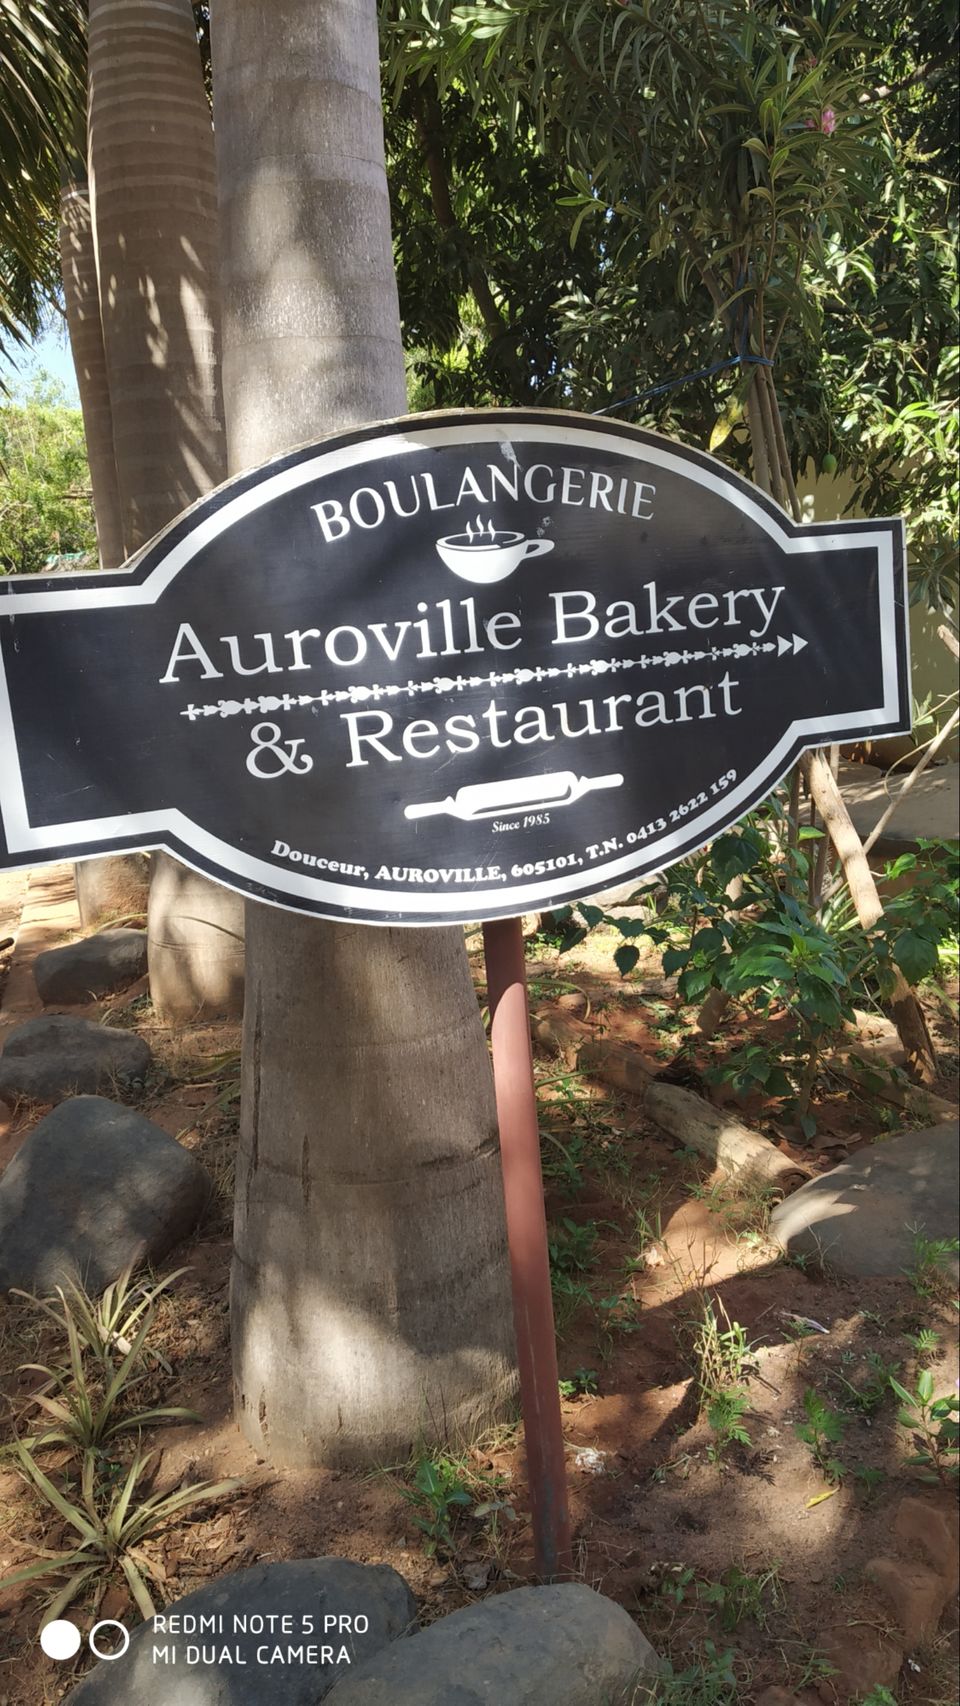 BOULANGERIE
Auroville Bakery
& Restaurant
Since 1985
Douceur, AUROVILLE, 605101, T.N. 0413 2622 159
REDMI NOTE 5 PRO
MI DUAL CAMERA